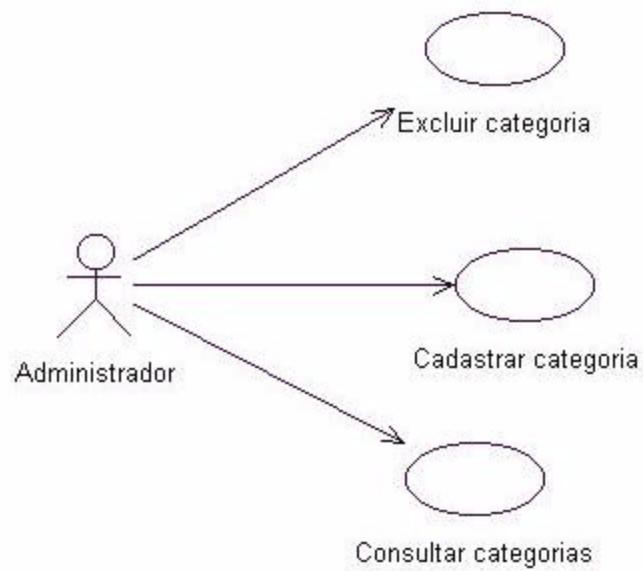 Excluir categoria
Cadastrar categoria
Administrador
Consultar categorias